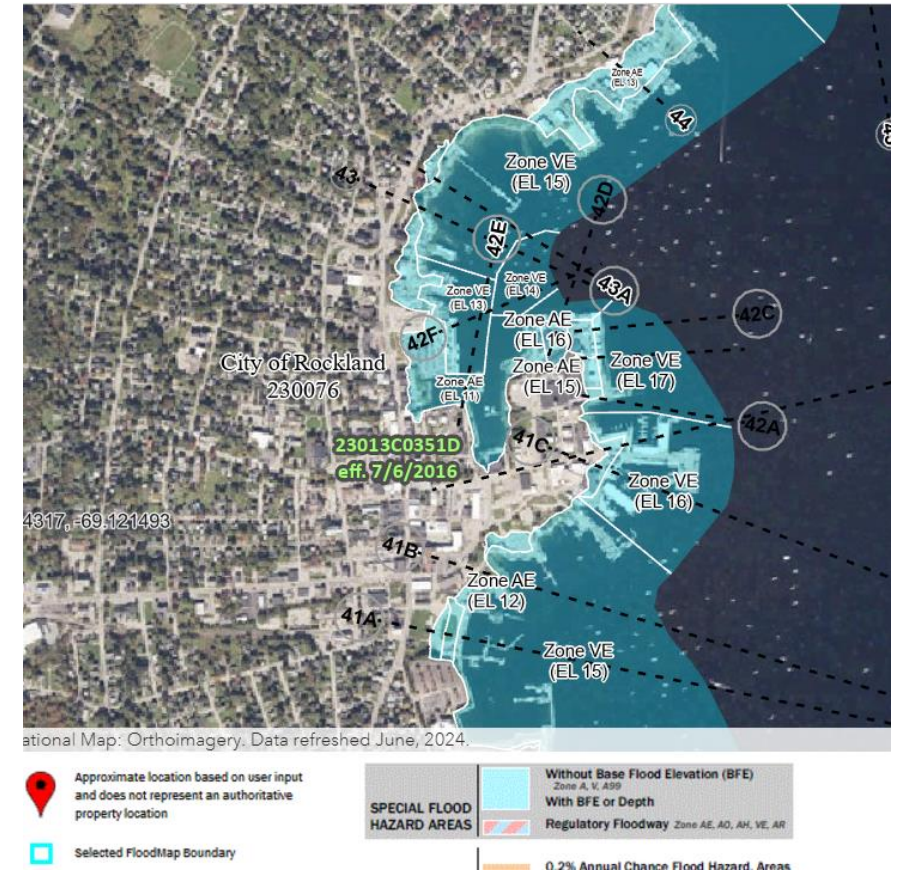 Zone AE
(EL 13)
44
Zone VE
(EL 15)
43
42D
42E
Zone VE
(EL 13)
Zone VE
(EL 14)
43A
42C
42F
Zone AE
(EL 16)
City of Rockland
230076
Zone AE
(EL 15)
Zone VE
(EL 17)
Zone AE
(EL 11)
42A
41C
23013C0351D
eff. 7/6/2016
Zone VE
(EL 16)
4317, -69.121493
41B
Zone AE
(EL 12)
41A
Zone VE
(EL 15)
ational Map: Orthoimagery. Data refreshed June, 2024.
Approximate location based on user input
and does not represent an authoritative
property location
Selected FloodMap Boundary
SPECIAL FLOOD
HAZARD AREAS
Without Base Flood Elevation (BFE)
Zone A, V, A99
With BFE or Depth
Regulatory Floodway Zone AE, AO, AH, VE, AR
0.2% Annual Chance Flood Hazard, Areas